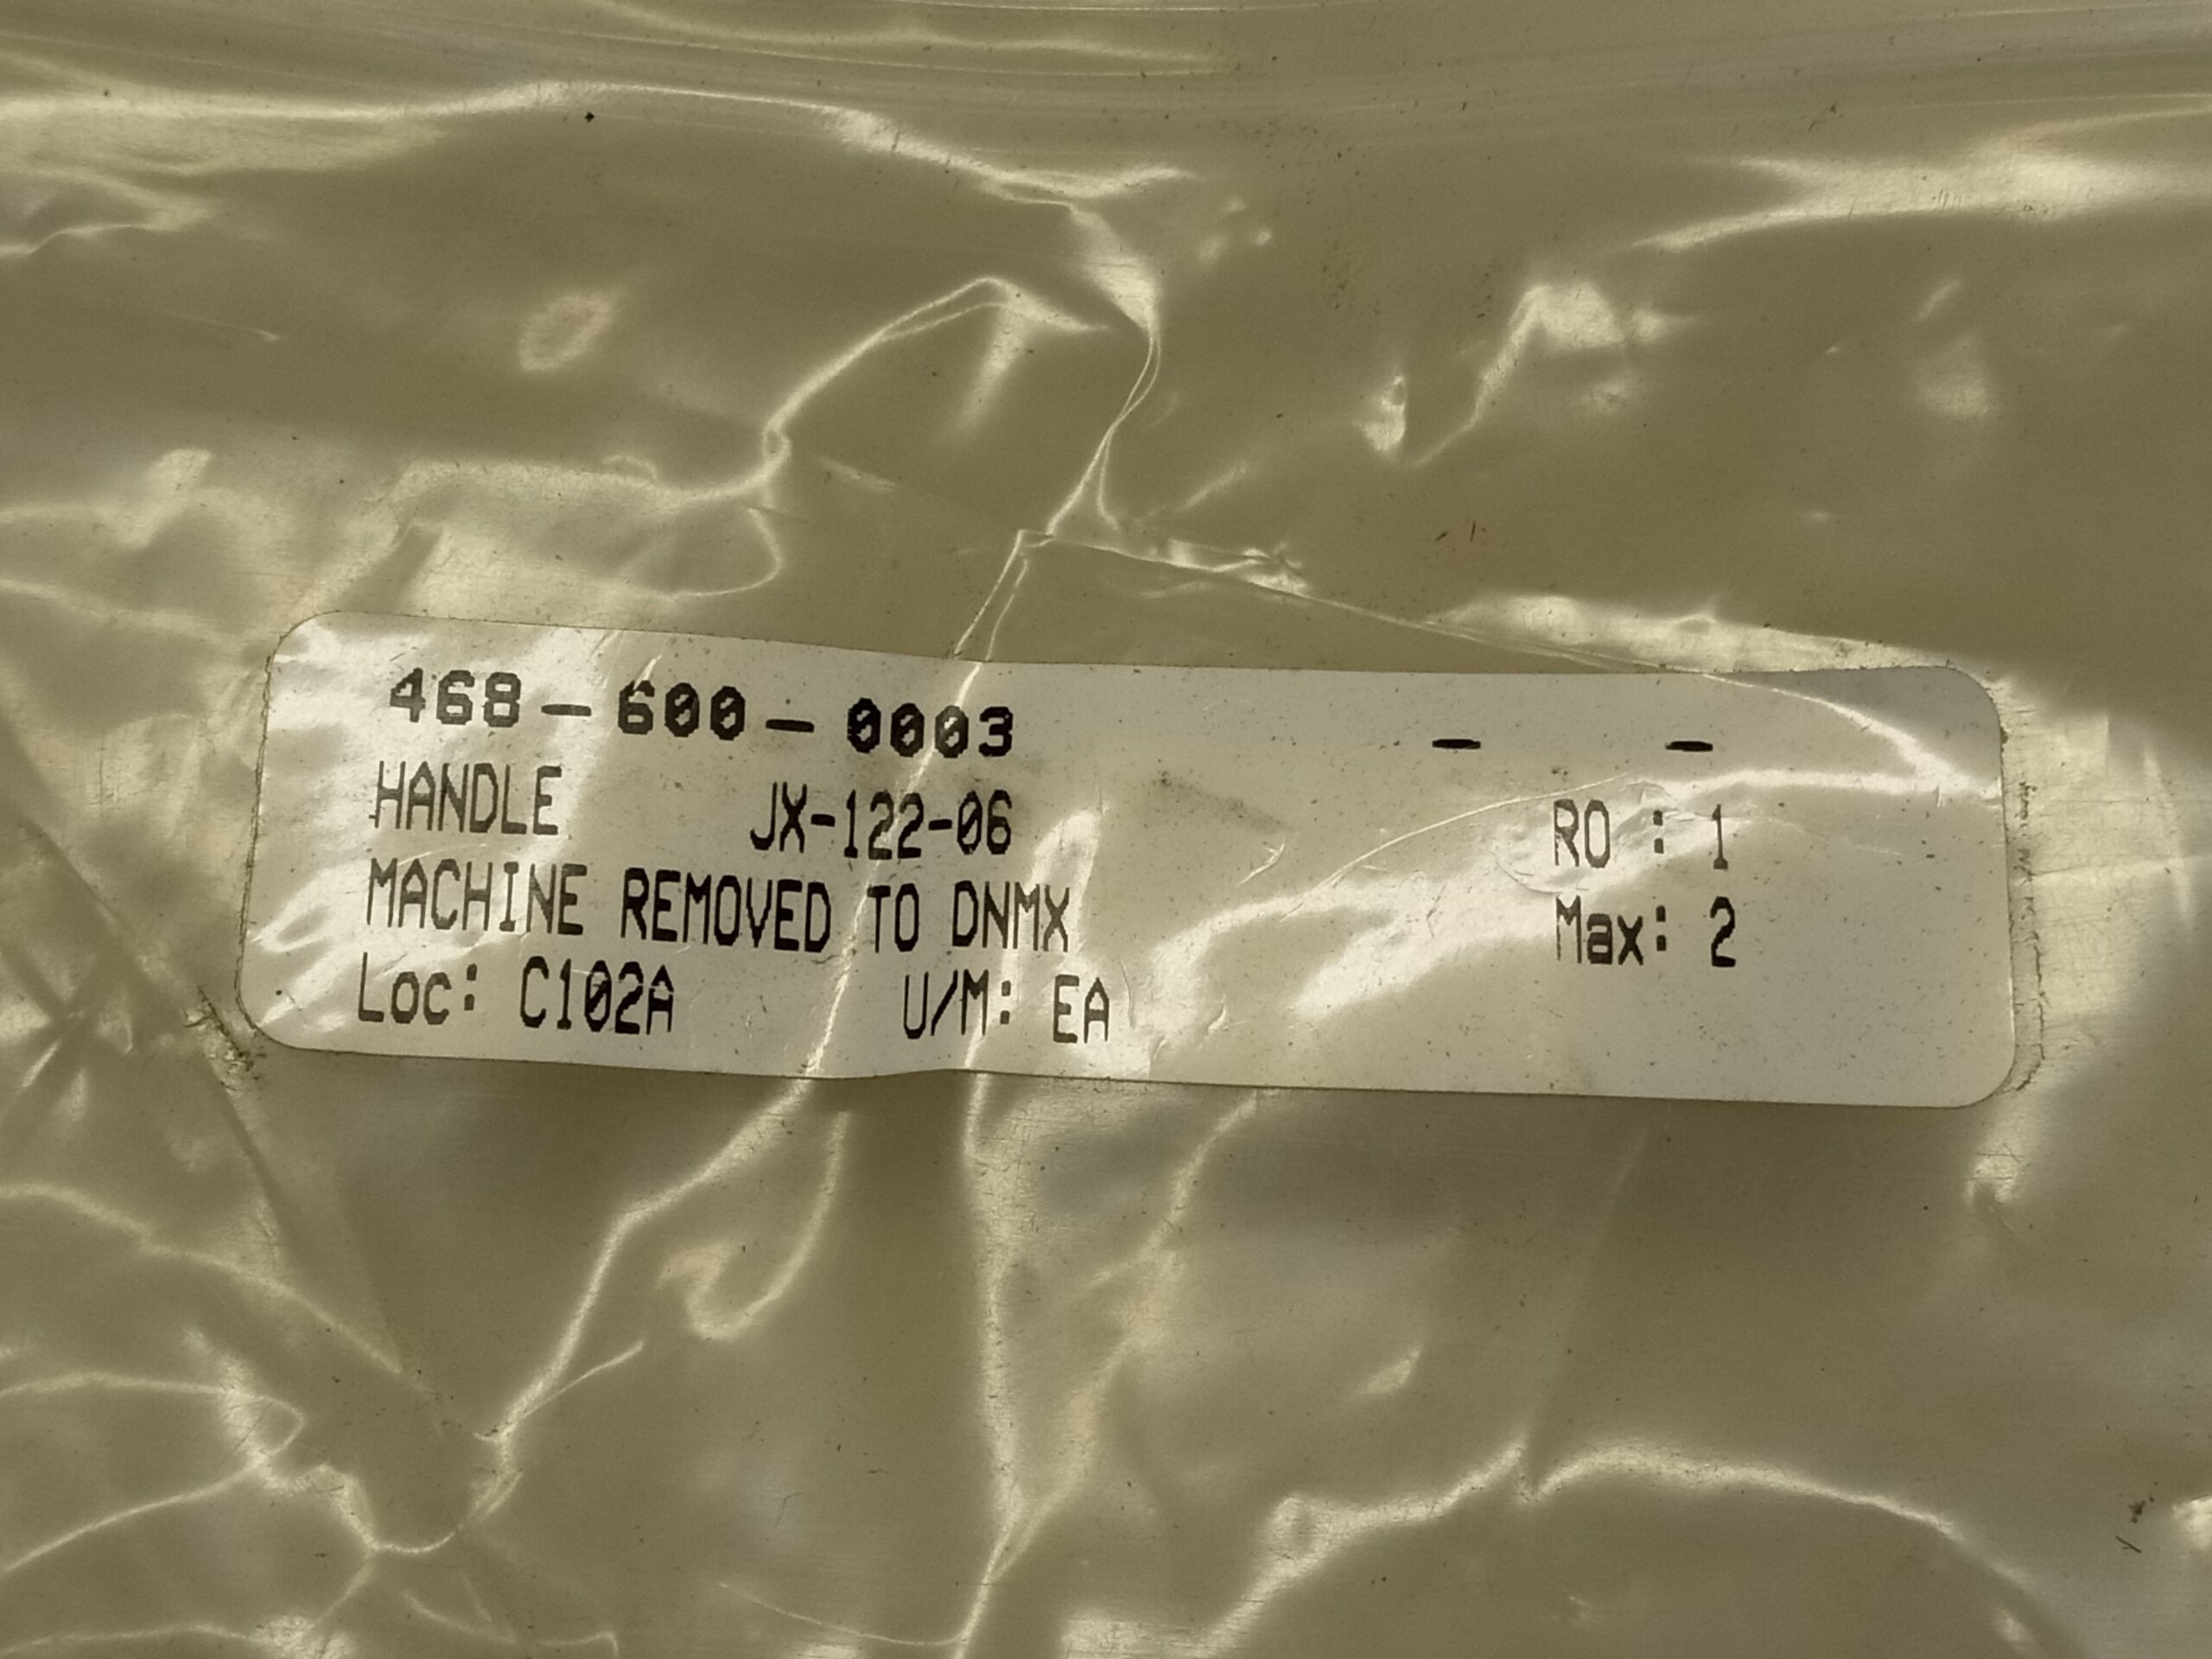 468-600-0003 - -
HANDLE JX-122-06 RO : 1
MACHINE REMOVED TO DNMX Max: 2
Loc: C102A U/M: EA